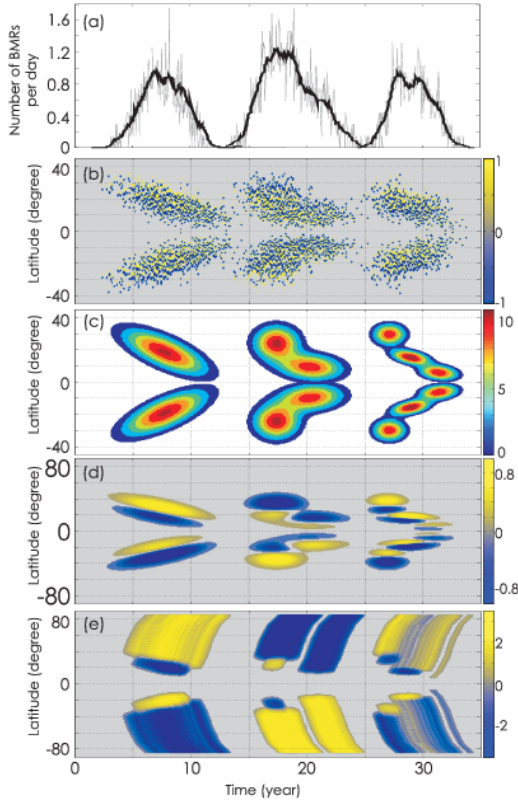 (a)
Number of BMRs
per day
1.6
1.2
0.8
0.4
0
(b)
Latitude (degree)
40
0
-40
1
0
1
(c)
Latitude (degree)
40
0
-40
10
5
0
(d)
Latitude (degree)
80
0
-80
0.8
0
-0.8
(e)
Latitude (degree)
80
0
-80
2
0
-2
0
10
20
30
Time (year)